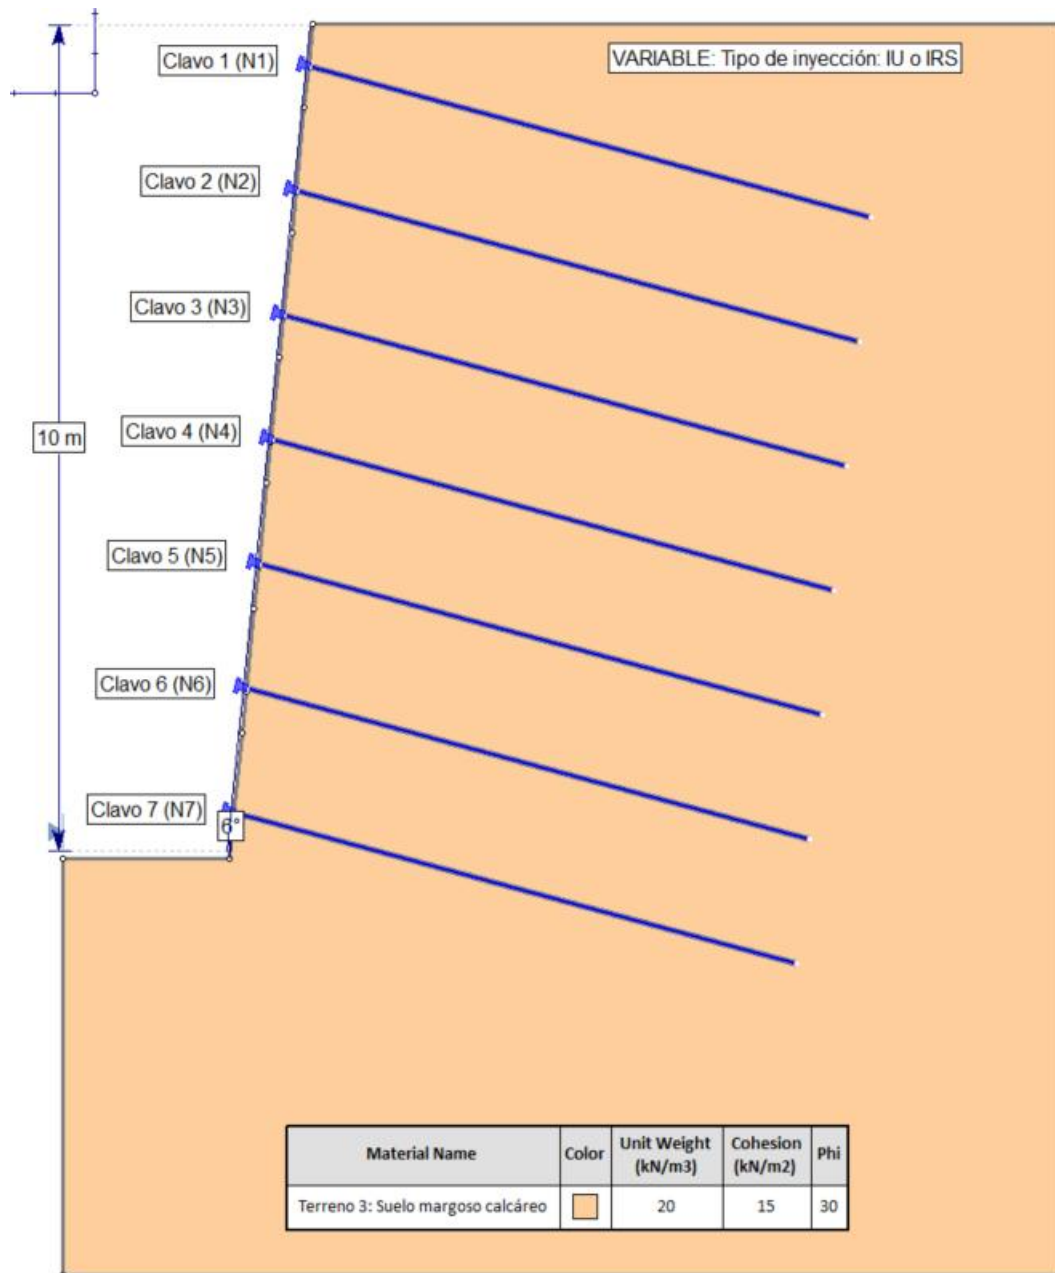 Clavo 1 (N1)
VARIABLE: Tipo de inyección: IU o IRS
Clavo 2 (N2)
Clavo 3 (N3)
Clavo 4 (N4)
10 m
Clavo 5 (N5)
Clavo 6 (N6)
Clavo 7 (N7)
6°
Material Name Color Unit Weight (kN/m3) Cohesion (kN/m2) Phi
Terreno 3: Suelo margoso calcáreo 20 15 30